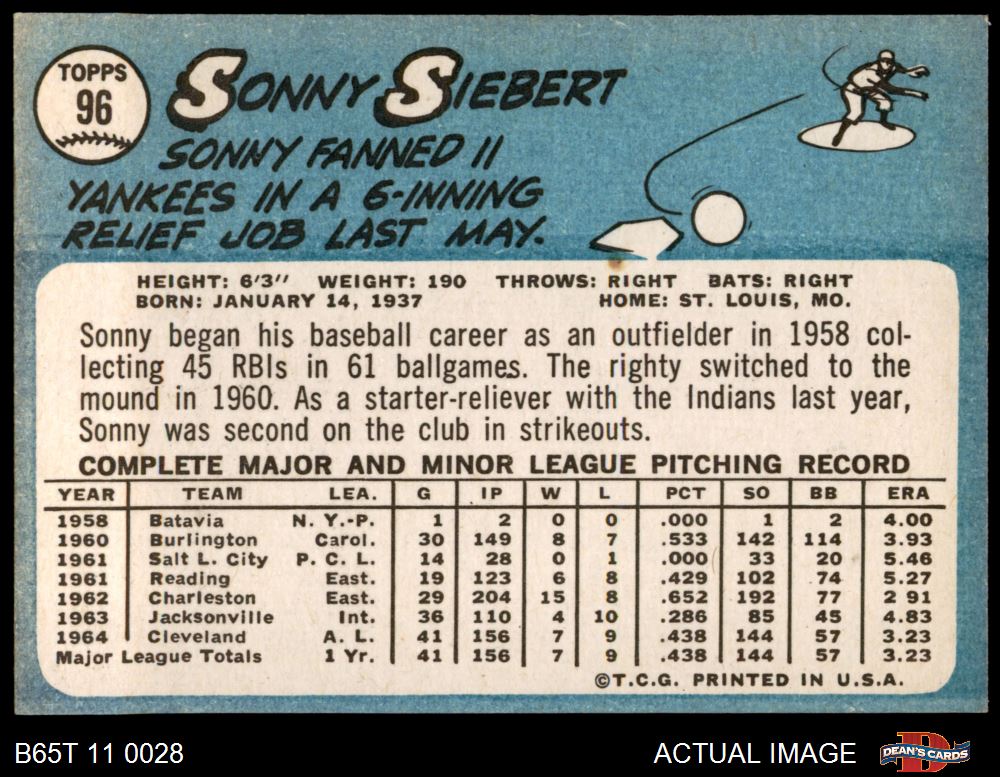 TOPPS
96
SONNY SIEBERT
SONNY FANNED 11
YANKEES IN A 6-INNING
RELIEF JOB LAST MAY.
HEIGHT: 6'3" WEIGHT: 190 THROWS: RIGHT BATS: RIGHT
BORN: JANUARY 14, 1937 HOME: ST. LOUIS, MO.
Sonny began his baseball career as an outfielder in 1958 col-
lecting 45 RBIs in 61 ballgames. The righty switched to the
mound in 1960. As a starter-reliever with the Indians last year,
Sonny was second on the club in strikeouts.
COMPLETE MAJOR AND MINOR LEAGUE PITCHING RECORD
YEAR TEAM LEA. G IP W L PCT SO BB ERA
1958 Batavia N. Y.-P. 1 2 0 0 .000 1 2 4.00
1960 Burlington Carol. 30 149 8 7 .533 142 114 3.93
1961 Salt L. City P. C. L. 14 28 0 1 .000 33 20 5.46
1961 Reading East. 19 123 6 8 .429 102 74 5.27
1962 Charleston East. 29 204 15 8 .652 192 77 2 91
1963 Jacksonville Int. 36 110 4 10 .286 85 45 4.83
1964 Cleveland A. L. 41 156 7 9 .438 144 57 3.23
Major League Totals 1 Yr. 41 156 7 9 .438 144 57 3.23
©T.C.G. PRINTED IN U.S.A.
B65T 11 0028 ACTUAL IMAGE D DEAN'S CARDS